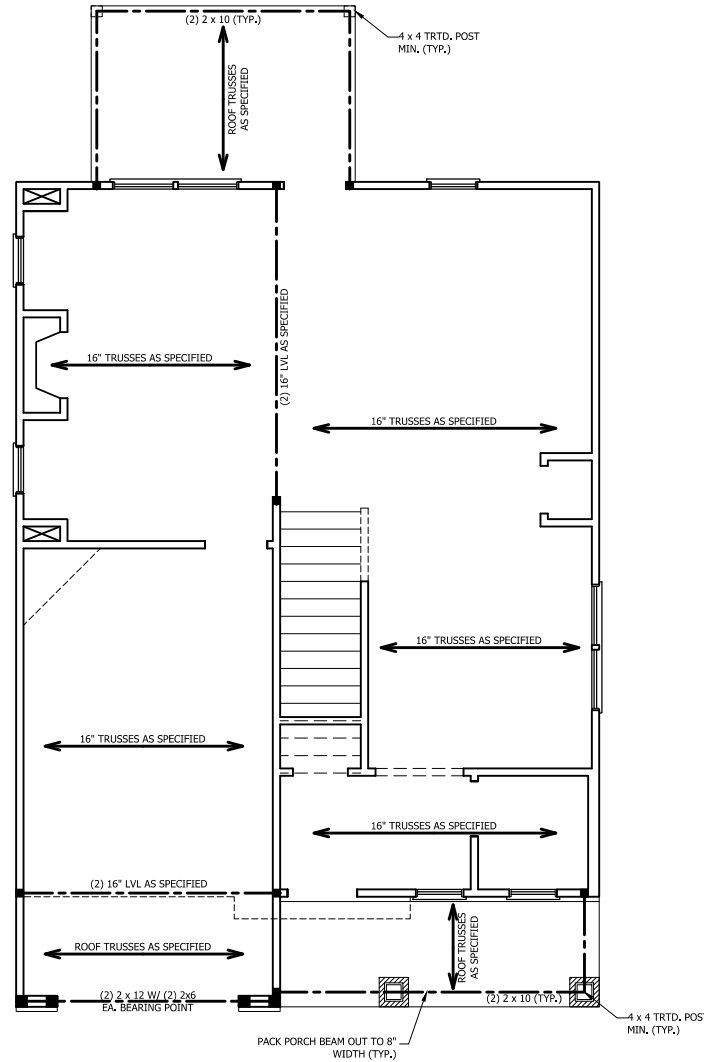 (2) 2 x 10 (TYP.)
4 x 4 TRTD. POST
MIN. (TYP.)
ROOF TRUSSES
AS SPECIFIED
(2) 16" LVL AS SPECIFIED
16" TRUSSES AS SPECIFIED
16" TRUSSES AS SPECIFIED
16" TRUSSES AS SPECIFIED
16" TRUSSES AS SPECIFIED
16" TRUSSES AS SPECIFIED
(2) 16" LVL AS SPECIFIED
ROOF TRUSSES AS SPECIFIED
ROOF TRUSSES
AS SPECIFIED
(2) 2 x 12 W/ (2) 2x6
EA. BEARING POINT
(2) 2 x 10 (TYP.)
4 x 4 TRTD. POST
MIN. (TYP.)
PACK PORCH BEAM OUT TO 8"
WIDTH (TYP.)